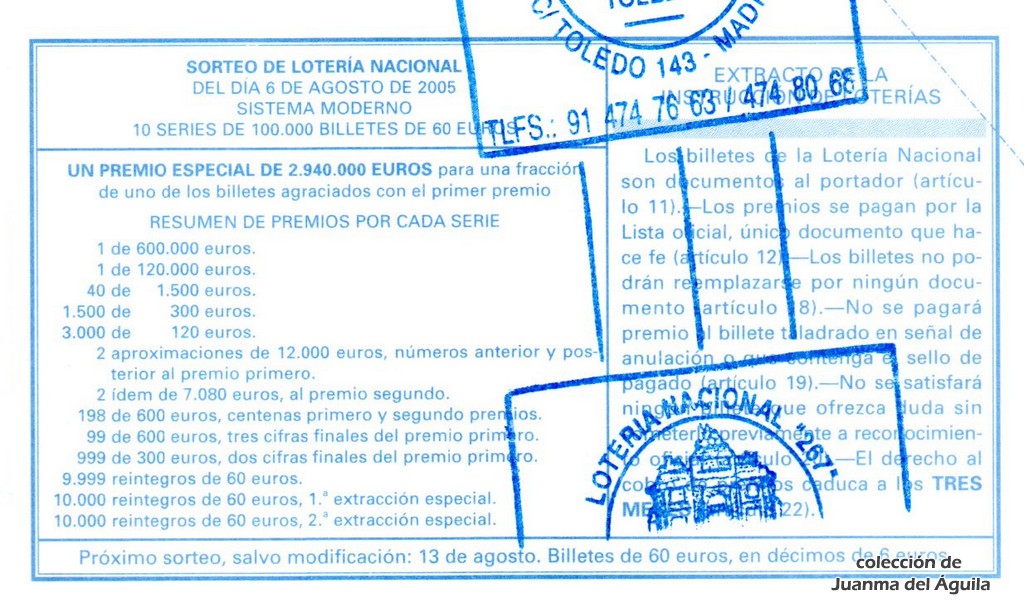 TOLEDO
C/ TOLEDO 143 - MADR
TLFS.: 91 474 76 63 / 474 80 68
SORTEO DE LOTERÍA NACIONAL
DEL DÍA 6 DE AGOSTO DE 2005
SISTEMA MODERNO
10 SERIES DE 100.000 BILLETES DE 60 EUROS
UN PREMIO ESPECIAL DE 2.940.000 EUROS para una fracción
de uno de los billetes agraciados con el primer premio
RESUMEN DE PREMIOS POR CADA SERIE
1 de 600.000 euros.
1 de 120.000 euros.
40 de 1.500 euros.
1.500 de 300 euros.
3.000 de 120 euros.
2 aproximaciones de 12.000 euros, números anterior y pos-
terior al premio primero.
2 ídem de 7.080 euros, al premio segundo.
198 de 600 euros, centenas primero y segundo premios.
99 de 600 euros, tres cifras finales del premio primero.
999 de 300 euros, dos cifras finales del premio primero.
9.999 reintegros de 60 euros.
10.000 reintegros de 60 euros, 1.ª extracción especial.
10.000 reintegros de 60 euros, 2.ª extracción especial.
EXTRACTO DE LA
INSTRUCCIÓN DE LOTERÍAS
Los billetes de la Lotería Nacional
son documentos al portador (artícu-
lo 11).—Los premios se pagan por la
Lista oficial, único documento que ha-
ce fe (artículo 12).—Los billetes no po-
drán reemplazarse por ningún docu-
mento (artículo 18).—No se pagará
premio al billete taladrado en señal de
anulación o que contenga el sello de
pagado (artículo 19).—No se satisfará
ningún billete que ofrezca duda sin
someterlo previamente a reconocimien-
to oficial (artículo ).—El derecho al
cobro de premios caduca a los TRES
MESES (artículo 22).
LOTERIA NACIONAL "267"
Próximo sorteo, salvo modificación: 13 de agosto. Billetes de 60 euros, en décimos de 6 euros
colección de
Juanma del Águila